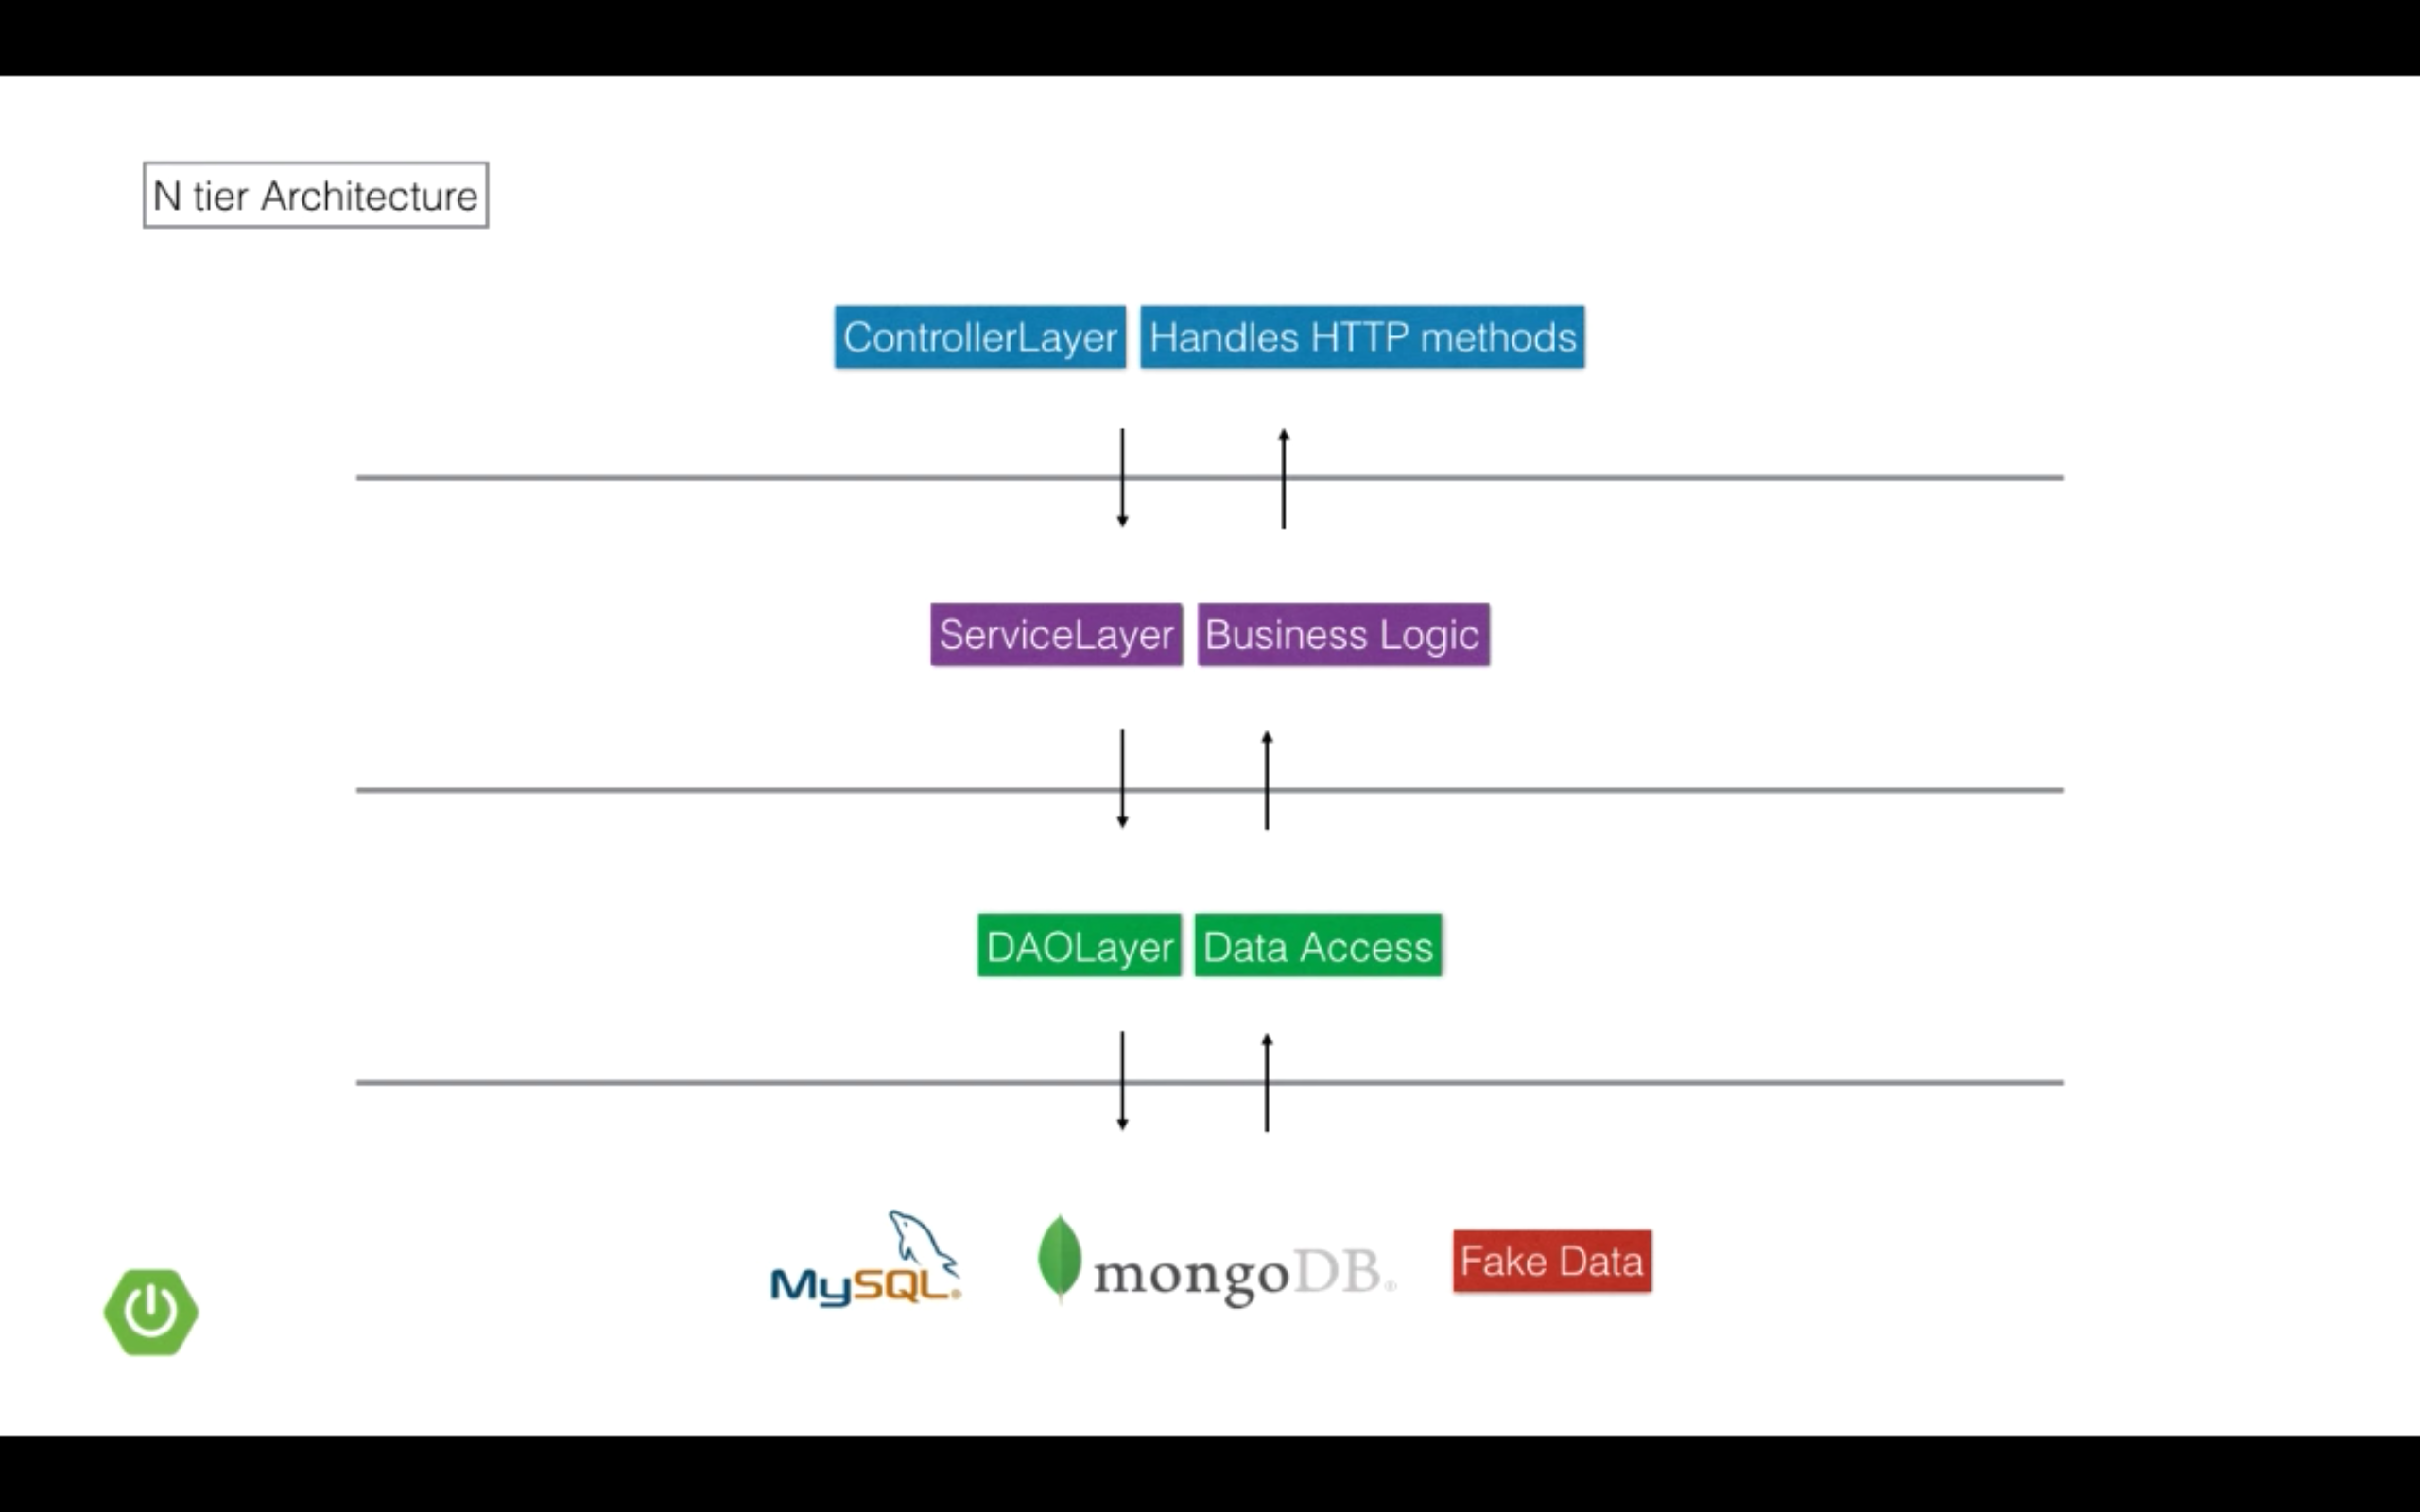 N tier Architecture
ControllerLayer Handles HTTP methods
ServiceLayer Business Logic
DAOLayer Data Access
MySQL® mongoDB® Fake Data